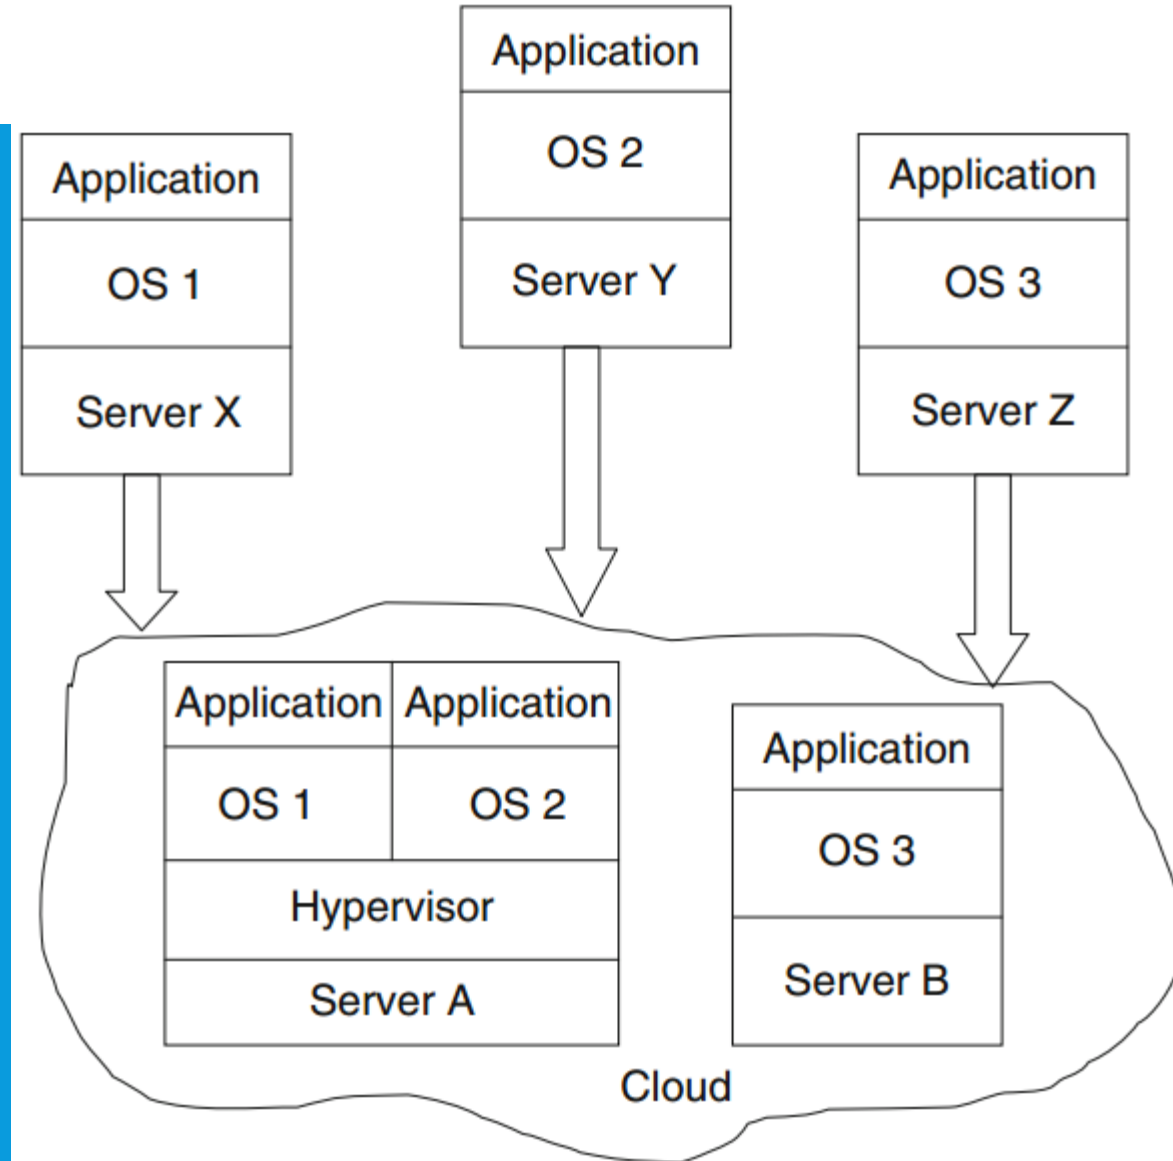 Application
OS 2
Server Y
Application
OS 1
Server X
Application
OS 3
Server Z
Application Application
OS 1 OS 2
Hypervisor
Server A
Application
OS 3
Server B
Cloud